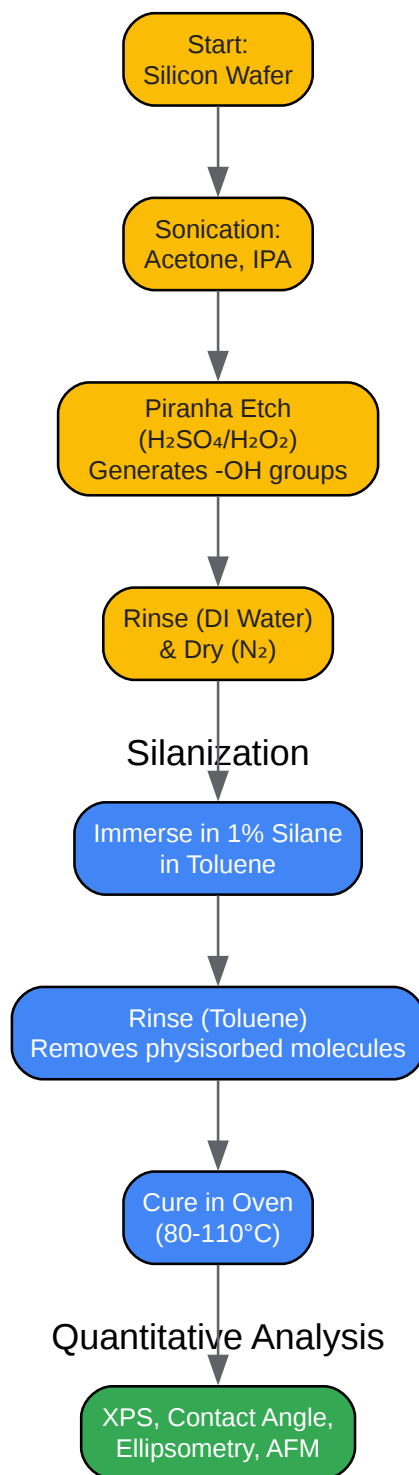 Start:
Silicon Wafer
Sonication:
Acetone, IPA
Piranha Etch
(H₂SO₄/H₂O₂)
Generates -OH groups
Rinse (DI Water)
& Dry (N₂)
Silanization
Immerse in 1% Silane
in Toluene
Rinse (Toluene)
Removes physisorbed molecules
Cure in Oven
(80-110°C)
Quantitative Analysis
XPS, Contact Angle,
Ellipsometry, AFM